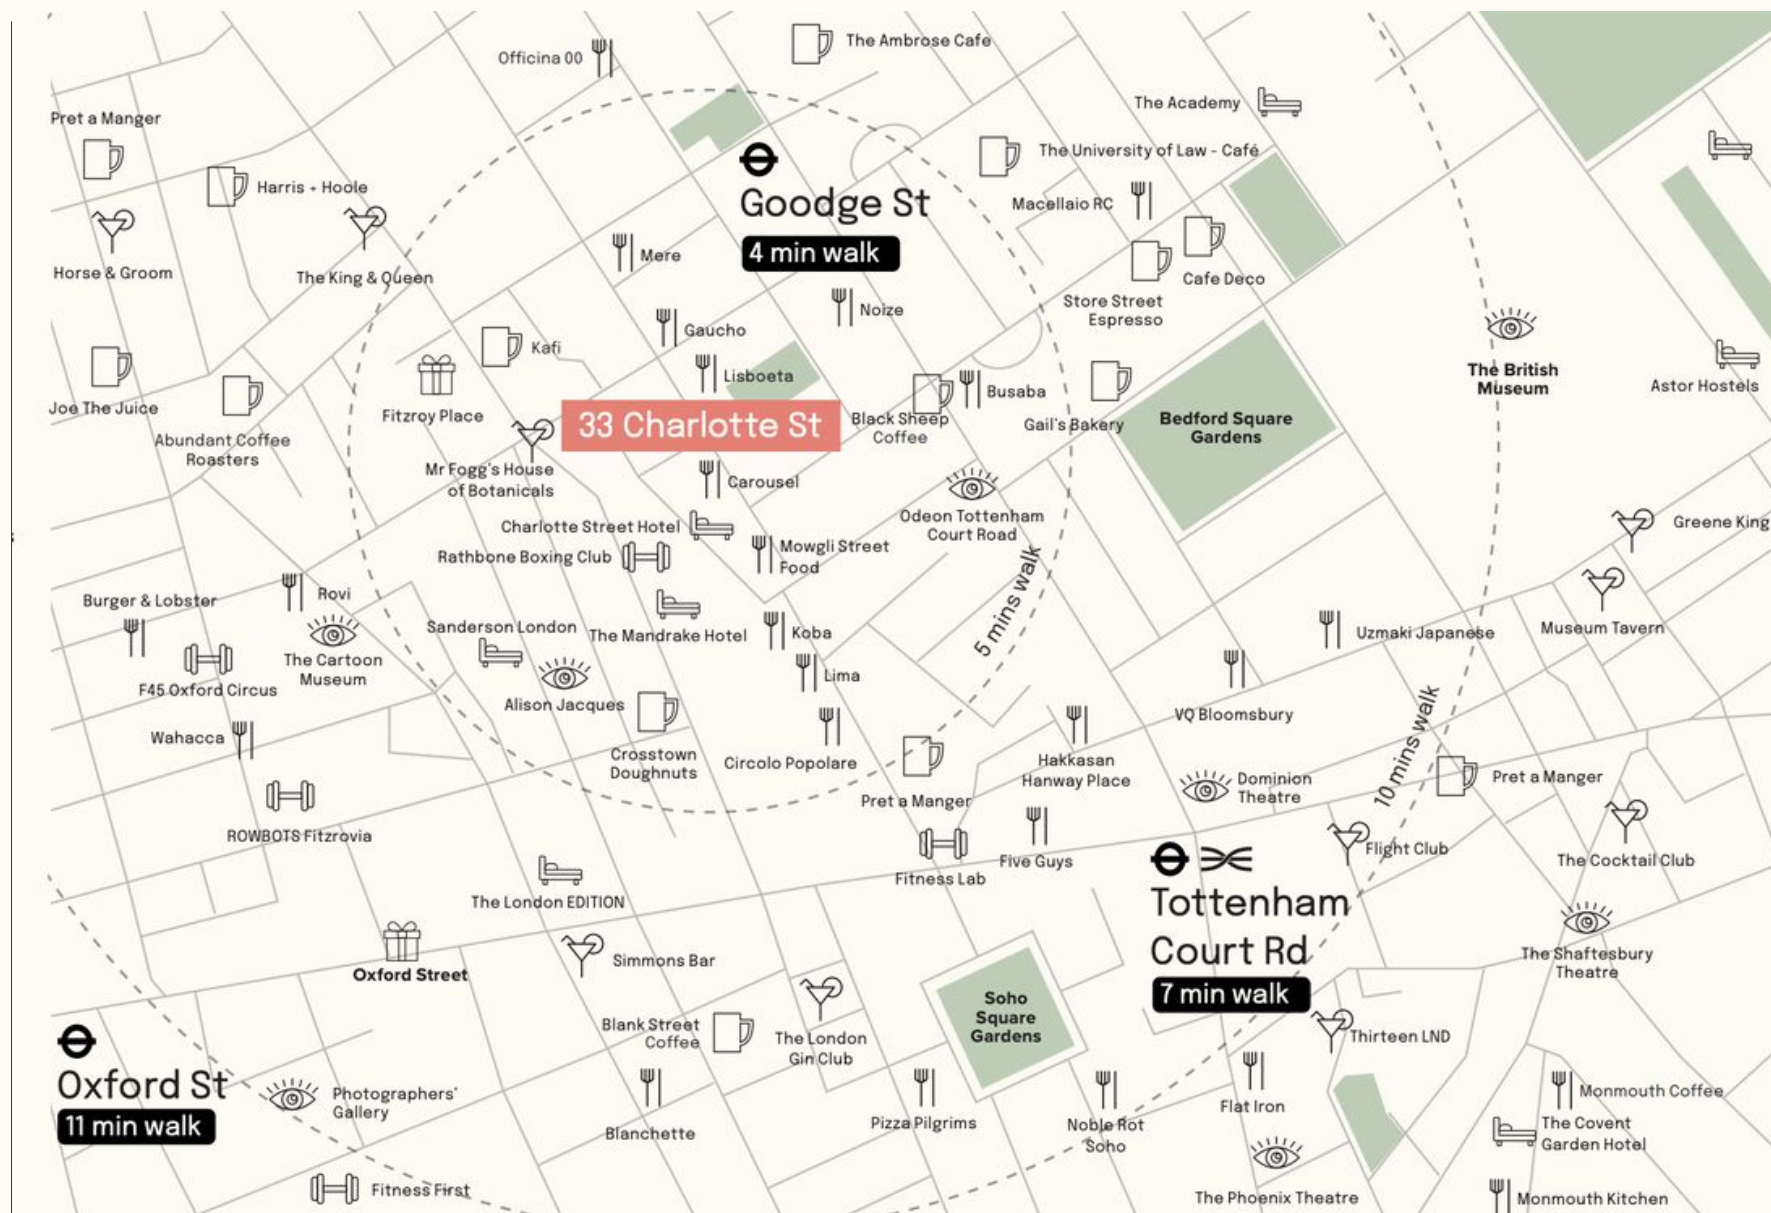 Officina 00
The Ambrose Cafe
Pret a Manger
The Academy
Harris + Hoole
The University of Law - Café
Goodge St
4 min walk
Macellaio RC
Horse & Groom
The King & Queen
Mere
Cafe Deco
Store Street
Espresso
Noize
Gaucho
Kafi
Lisboeta
The British
Museum
Astor Hostels
Joe The Juice
Fitzroy Place
33 Charlotte St
Black Sheep
Coffee
Busaba
Gail's Bakery
Bedford Square
Gardens
Abundant Coffee
Roasters
Mr Fogg's House
of Botanicals
Carousel
Charlotte Street Hotel
Odeon Tottenham
Court Road
Greene King
Rathbone Boxing Club
Mowgli Street
Food
5 mins walk
Burger & Lobster
Rovi
Sanderson London
The Mandrake Hotel
Koba
Uzmaki Japanese
Museum Tavern
The Cartoon
Museum
F45 Oxford Circus
Lima
Alison Jacques
VQ Bloomsbury
10 mins walk
Wahacca
Crosstown
Doughnuts
Circolo Popolare
Hakkasan
Hanway Place
Dominion
Theatre
Pret a Manger
Pret a Manger
ROWBOTS Fitzrovia
Five Guys
Flight Club
The Cocktail Club
Fitness Lab
The London EDITION
Tottenham
Court Rd
7 min walk
Oxford Street
Simmons Bar
The Shaftesbury
Theatre
Soho
Square
Gardens
Blank Street
Coffee
The London
Gin Club
Thirteen LND
Oxford St
11 min walk
Photographers'
Gallery
Blanchette
Pizza Pilgrims
Noble Rot
Soho
Flat Iron
Monmouth Coffee
The Covent
Garden Hotel
Fitness First
The Phoenix Theatre
Monmouth Kitchen